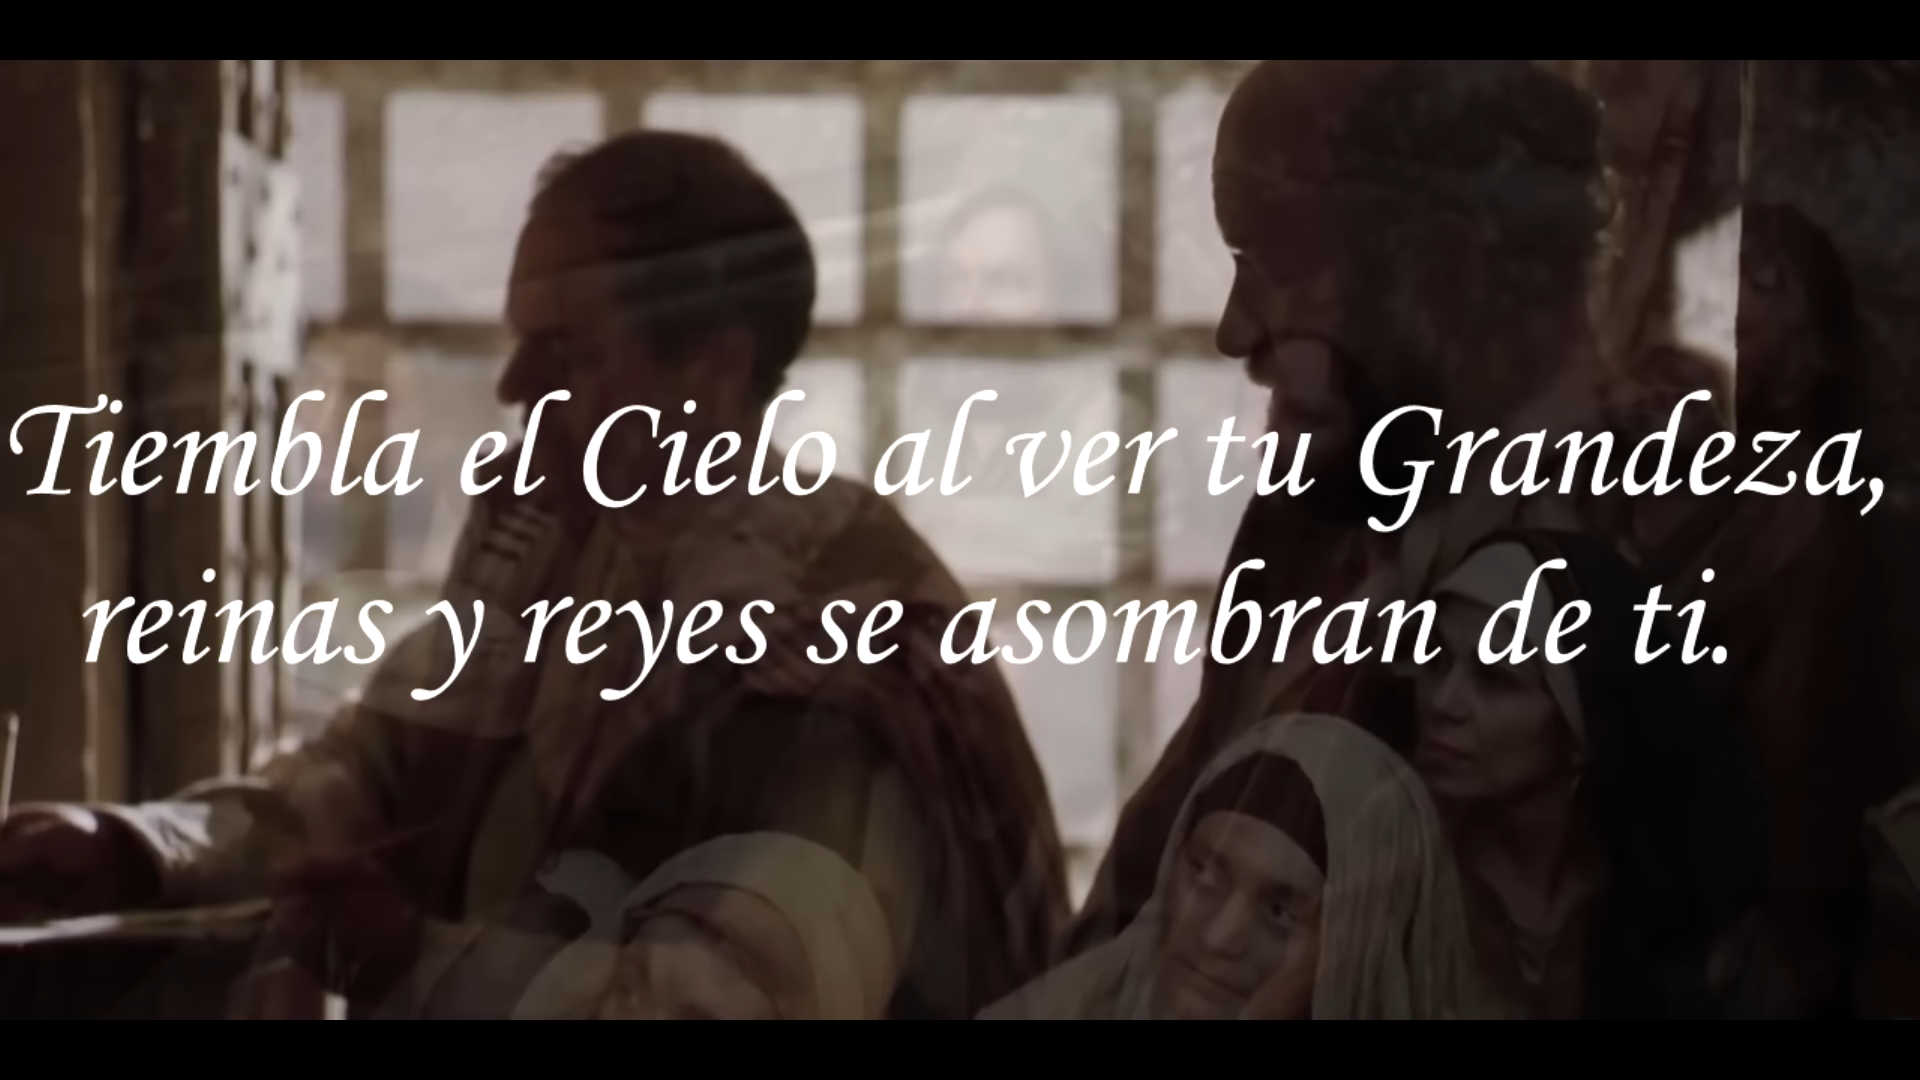 Tiembla el Cielo al ver tu Grandeza,
reinas y reyes se asombran de ti.